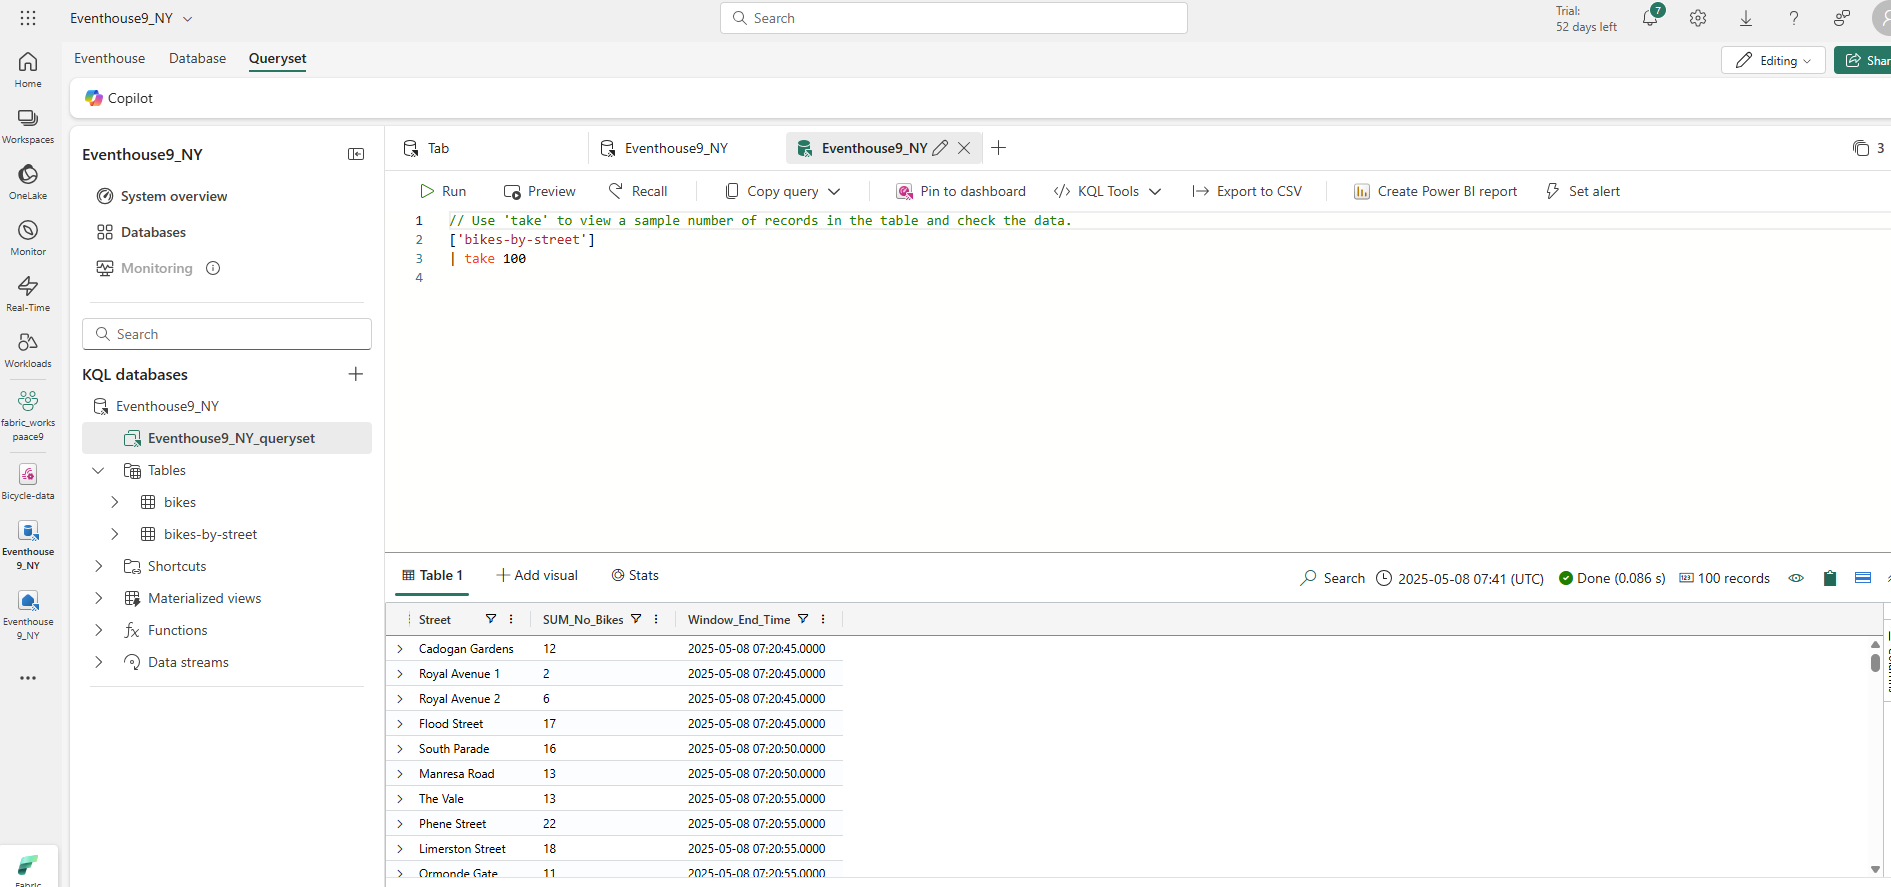 Eventhouse9_NY
Search
Trial:
52 days left
7
Home
Workspaces
OneLake
Monitor
Real-Time
Workloads
fabric_works
paace9
Bicycle-data
Eventhouse
9_NY
Eventhouse
9_NY
Fabric
Eventhouse Database Queryset
Editing
Shar
Copilot
Eventhouse9_NY
System overview
Databases
Monitoring
Search
KQL databases
Eventhouse9_NY
Eventhouse9_NY_queryset
Tables
bikes
bikes-by-street
Shortcuts
Materialized views
Functions
Data streams
Tab Eventhouse9_NY Eventhouse9_NY 3
Run Preview Recall Copy query Pin to dashboard KQL Tools Export to CSV Create Power BI report Set alert
1 // Use 'take' to view a sample number of records in the table and check the data.
2 ['bikes-by-street']
3 | take 100
4
Table 1 Add visual Stats Search 2025-05-08 07:41 (UTC) Done (0.086 s) 100 records
Street SUM_No_Bikes Window_End_Time
Cadogan Gardens 12 2025-05-08 07:20:45.0000
Royal Avenue 1 2 2025-05-08 07:20:45.0000
Royal Avenue 2 6 2025-05-08 07:20:45.0000
Flood Street 17 2025-05-08 07:20:45.0000
South Parade 16 2025-05-08 07:20:50.0000
Manresa Road 13 2025-05-08 07:20:50.0000
The Vale 13 2025-05-08 07:20:55.0000
Phene Street 22 2025-05-08 07:20:55.0000
Limerston Street 18 2025-05-08 07:20:55.0000
Ormonde Gate 11 2025-05-08 07:20:55.0000